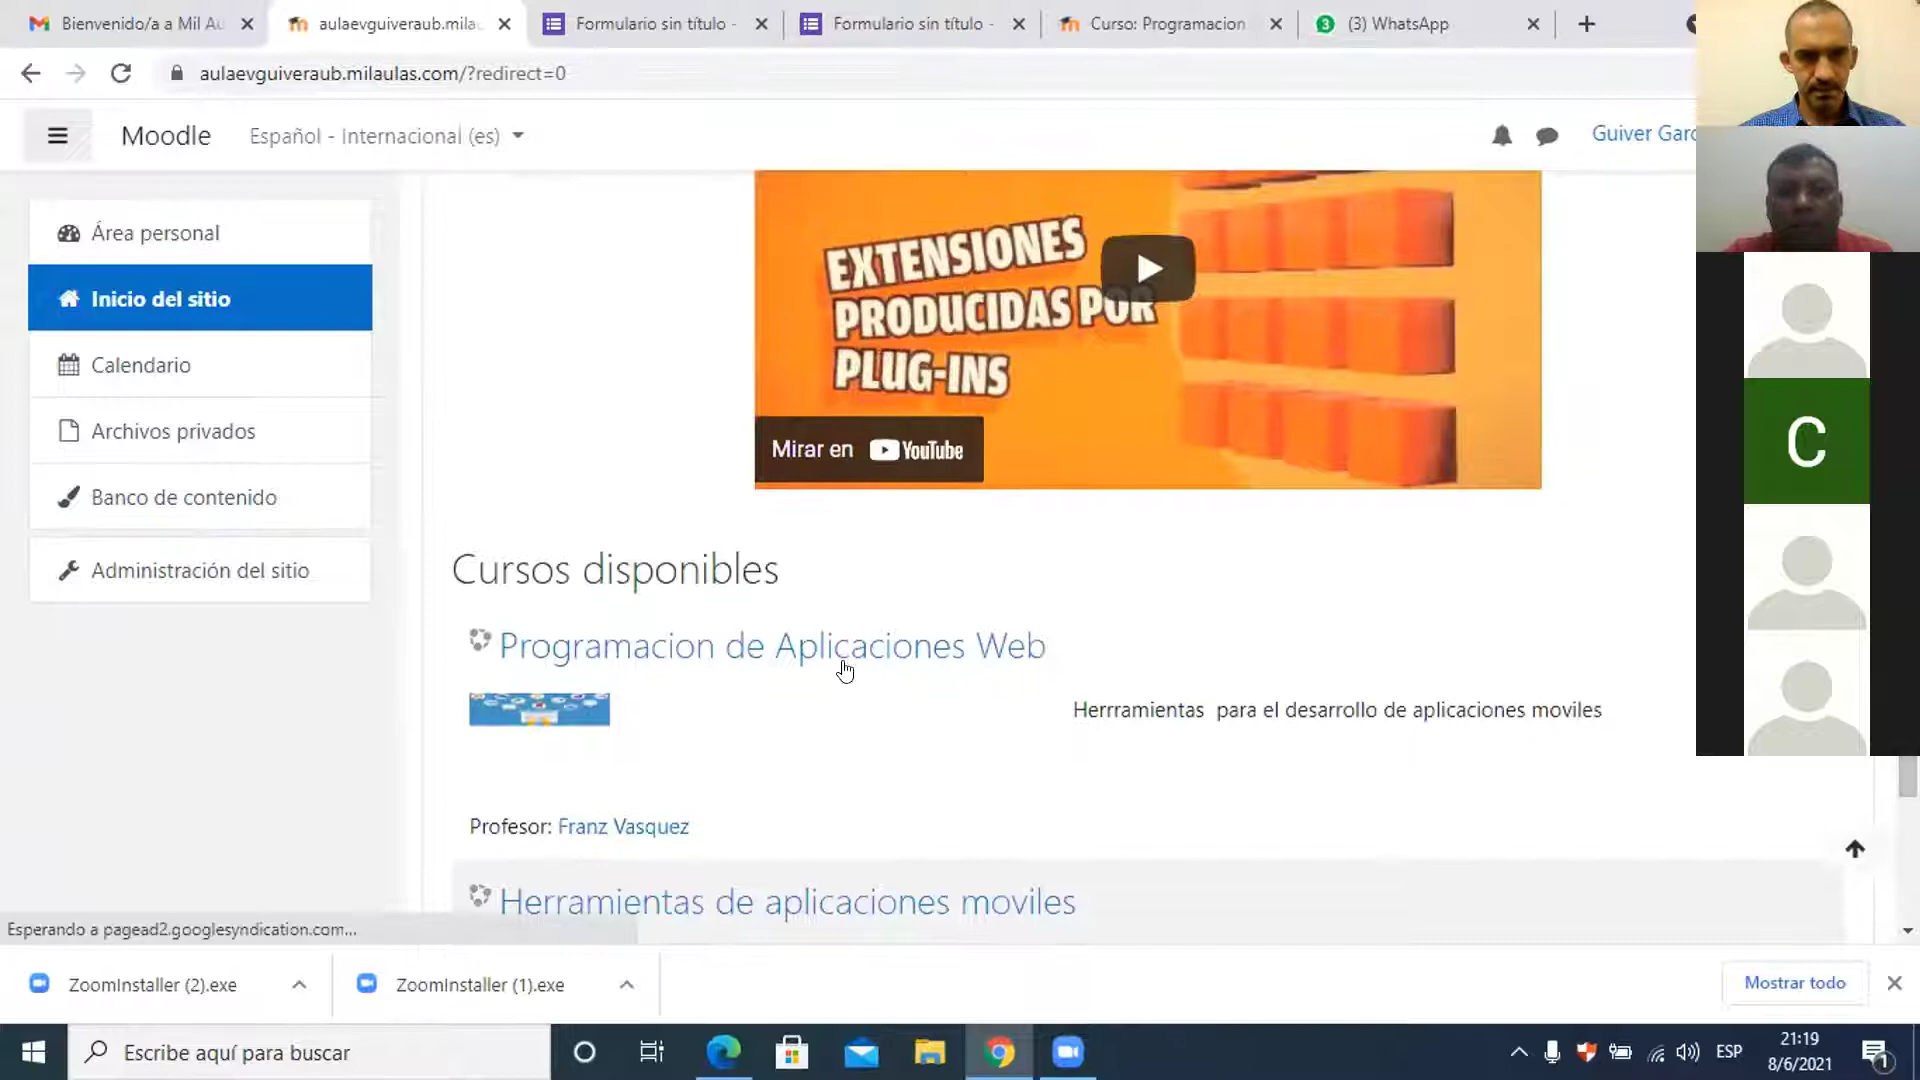 Bienvenido/a a Mil Au
aulaevguiveraub.milau
Formulario sin título -
Formulario sin título -
Curso: Programacion
3
(3) WhatsApp
aulaevguiveraub.milaulas.com/?redirect=0
Moodle
Español - Internacional (es)
Guiver Garc
Área personal
Inicio del sitio
Calendario
Archivos privados
Banco de contenido
Administración del sitio
EXTENSIONES
PRODUCIDAS POR
PLUG-INS
Mirar en YouTube
Cursos disponibles
Programacion de Aplicaciones Web
Herrramientas para el desarrollo de aplicaciones moviles
Profesor: Franz Vasquez
Herramientas de aplicaciones moviles
C
Esperando a pagead2.googlesyndication.com...
ZoomInstaller (2).exe
ZoomInstaller (1).exe
Mostrar todo
Escribe aquí para buscar
ESP
21:19
8/6/2021
1